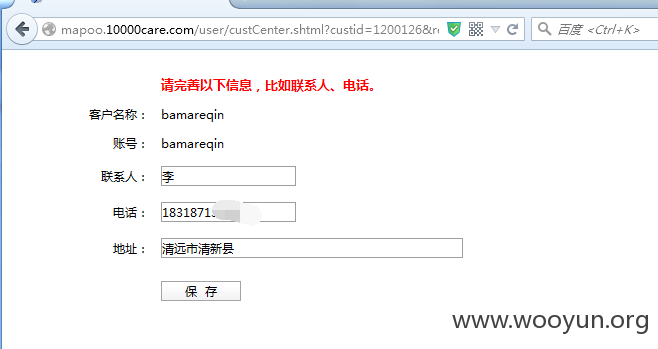 mapoo.10000care.com/user/custCenter.shtml?custid=1200126&r
百度 <Ctrl+K>
请完善以下信息，比如联系人、电话。
客户名称： bamareqin
账号： bamareqin
联系人： 李
电话： 1831871
地址： 清远市清新县
保 存
www.wooyun.org